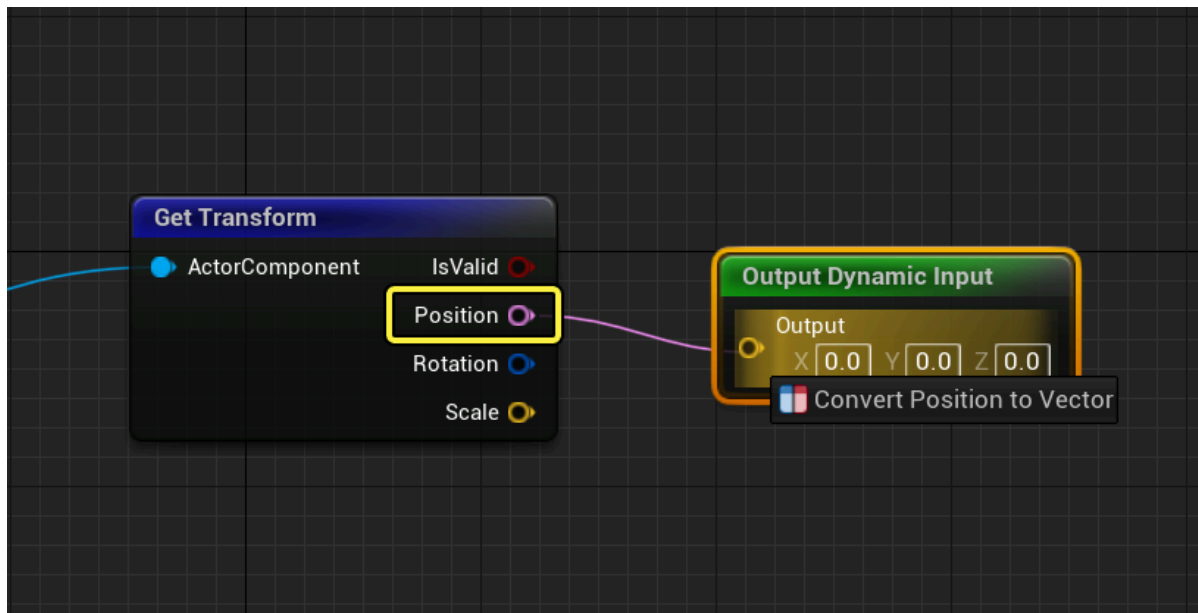 Get Transform
ActorComponent IsValid
Position
Rotation
Scale
Output Dynamic Input
Output
X 0.0 Y 0.0 Z 0.0
Convert Position to Vector